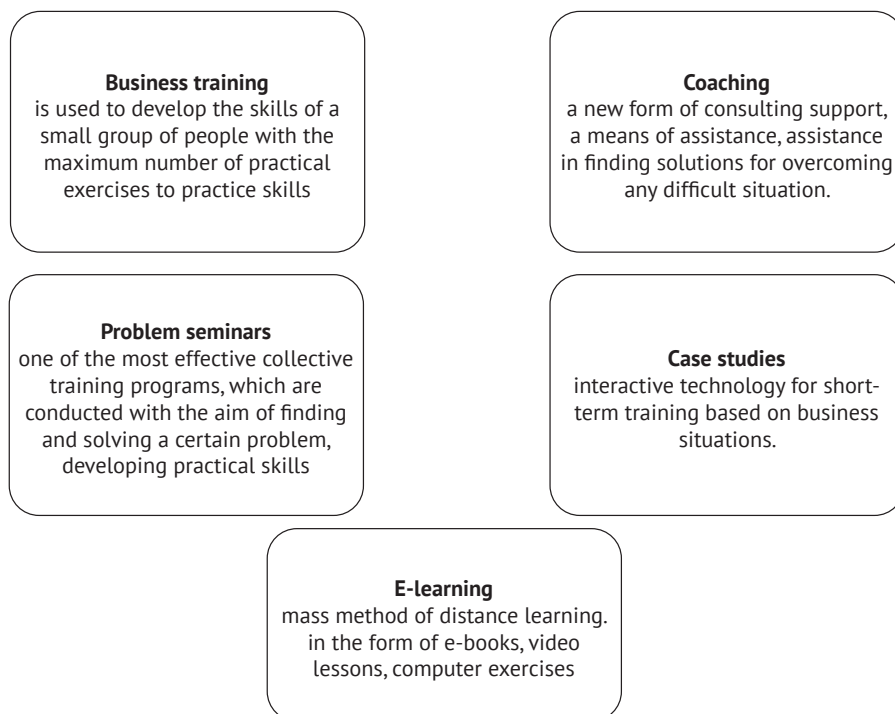 Business training
is used to develop the skills of a
small group of people with the
maximum number of practical
exercises to practice skills
Coaching
a new form of consulting support,
a means of assistance, assistance
in finding solutions for overcoming
any difficult situation.
Problem seminars
one of the most effective collective
training programs, which are
conducted with the aim of finding
and solving a certain problem,
developing practical skills
Case studies
interactive technology for short-
term training based on business
situations.
E-learning
mass method of distance learning.
in the form of e-books, video
lessons, computer exercises